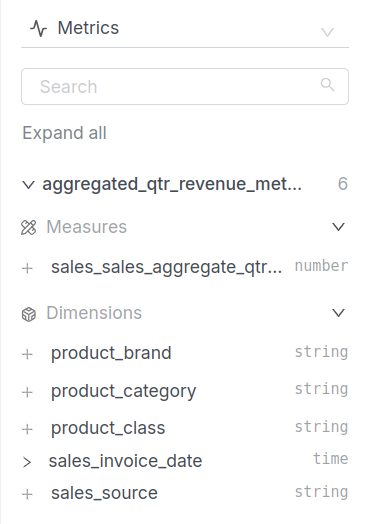 Metrics
Search
Expand all
aggregated_qtr_revenue_met... 6
Measures
sales_sales_aggregate_qtr... number
Dimensions
product_brand string
product_category string
product_class string
sales_invoice_date time
sales_source string